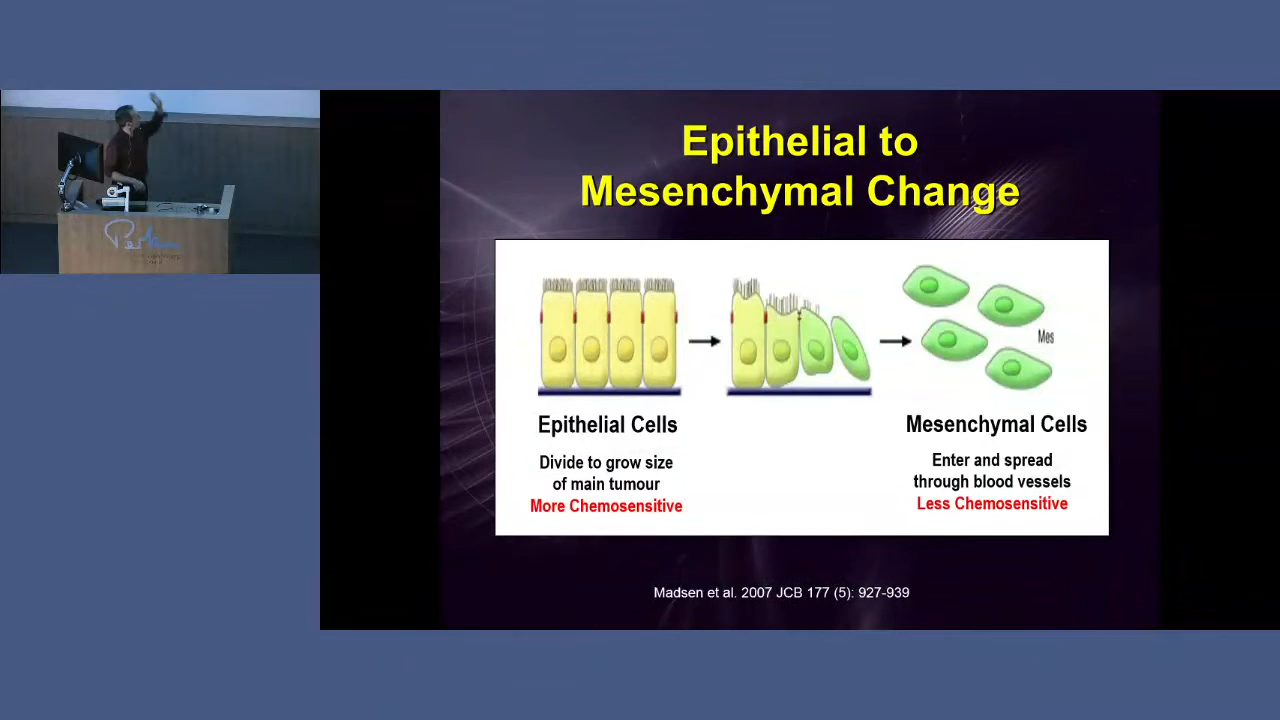 Epithelial to
Mesenchymal Change
Mes
Epithelial Cells
Divide to grow size
of main tumour
More Chemosensitive
Mesenchymal Cells
Enter and spread
through blood vessels
Less Chemosensitive
Madsen et al. 2007 JCB 177 (5): 927-939